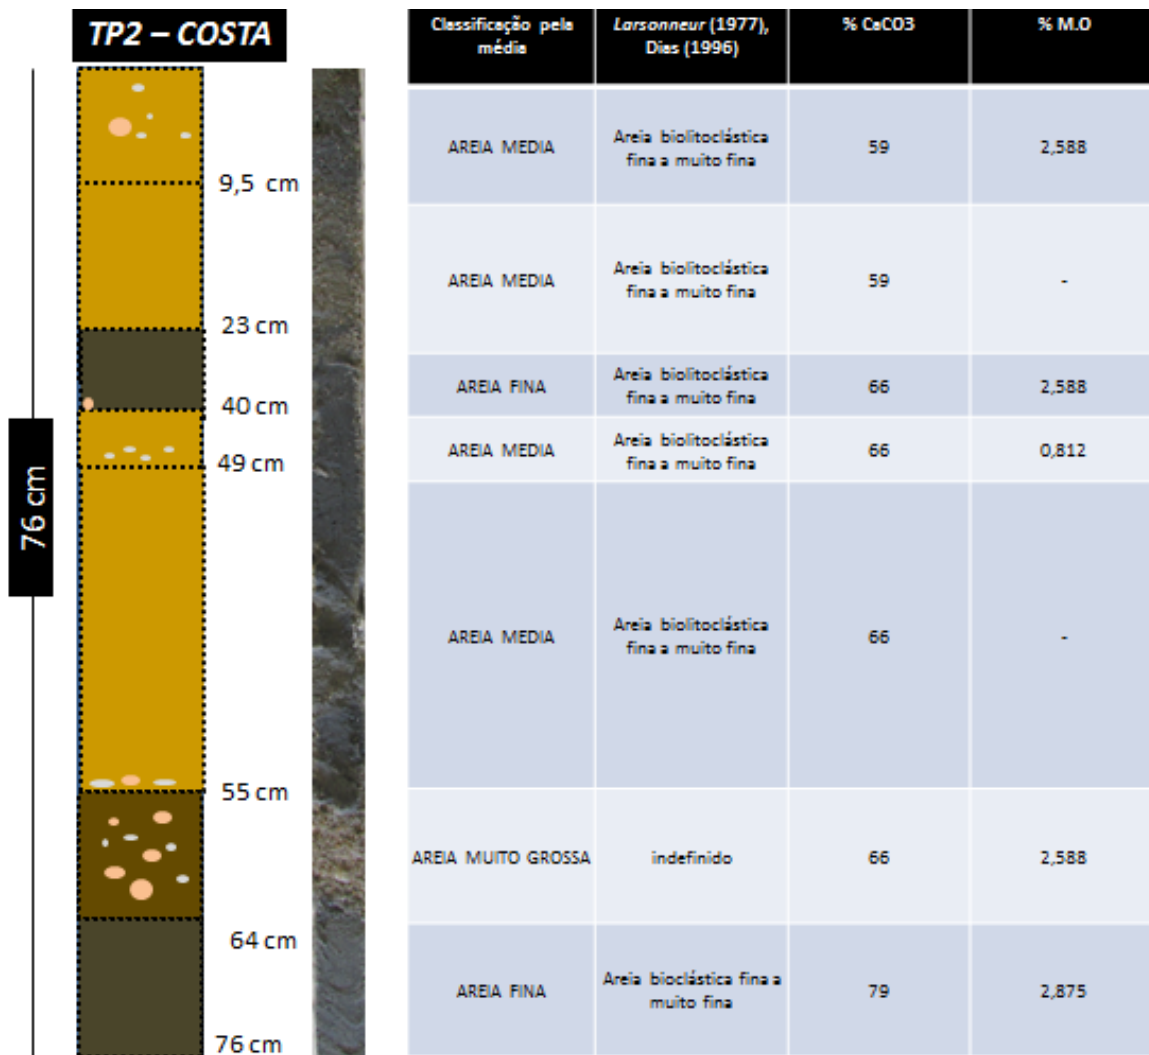 TP2 – COSTA
Classificação pela
média
Larsonneur (1977),
Dias (1996)
% CaCO3
% M.O
AREIA MEDIA
Areia biolitoclástica
fina a muito fina
59
2,588
9,5 cm
AREIA MEDIA
Areia biolitoclástica
fina a muito fina
59
-
23 cm
AREIA FINA
Areia biolitoclástica
fina a muito fina
66
2,588
40 cm
AREIA MEDIA
Areia biolitoclástica
fina a muito fina
66
0,812
49 cm
76 cm
AREIA MEDIA
Areia biolitoclástica
fina a muito fina
66
-
55 cm
AREIA MUITO GROSSA
indefinido
66
2,588
64 cm
AREIA FINA
Areia bioclástica fina a
muito fina
79
2,875
76 cm